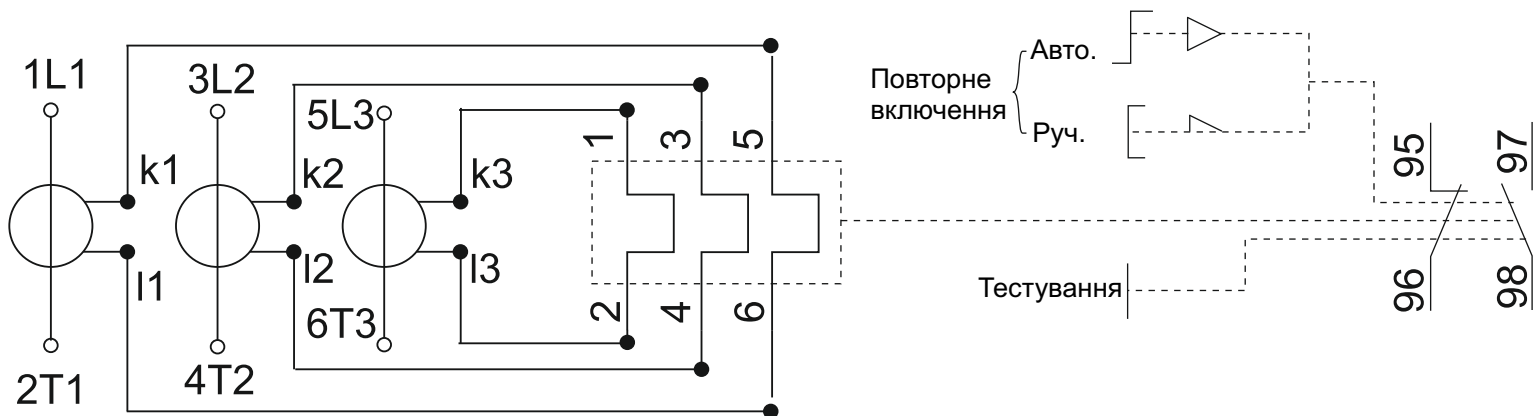 1L1
3L2
5L3
k1
k2
k3
l1
l2
l3
2T1
4T2
6T3
1
3
5
2
4
6
Повторне
включення
Авто.
Руч.
Тестування
95
97
96
98